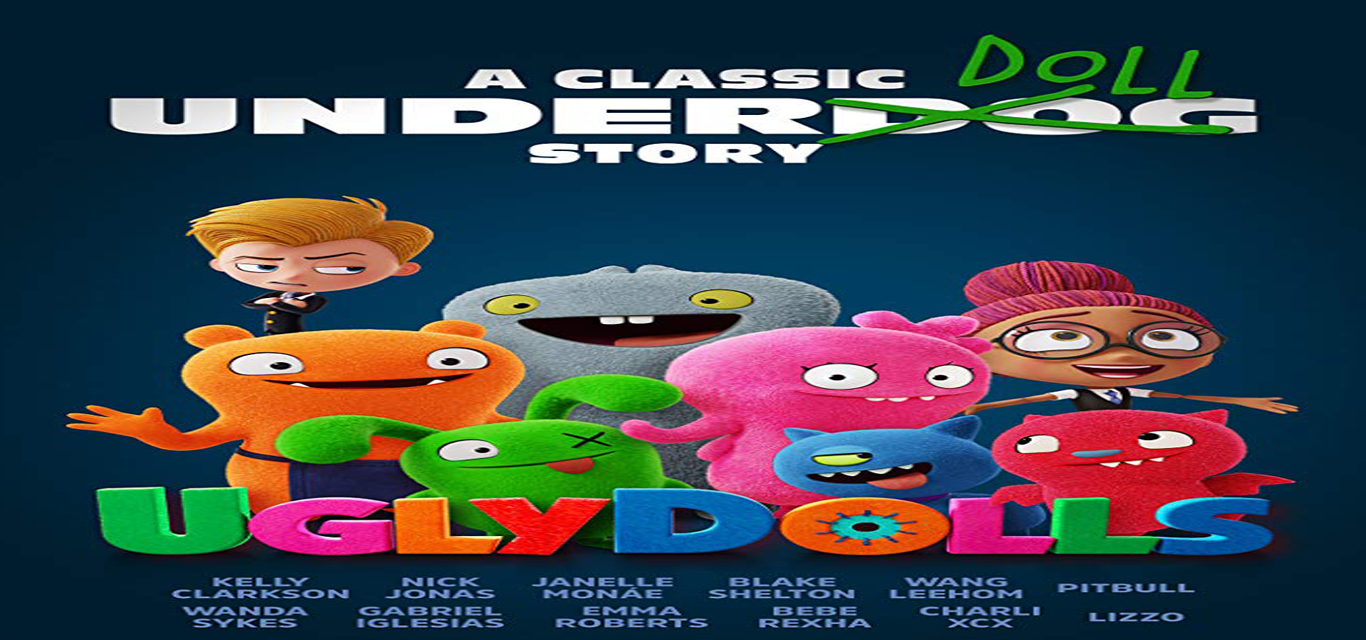 A CLASSIC
DOLL
UNDERDOG
STORY
UGLYDOLLS
KELLY CLARKSON NICK JONAS JANELLE MONÁE BLAKE SHELTON WANG LEEHOM PITBULL
WANDA SYKES GABRIEL IGLESIAS EMMA ROBERTS BEBE REXHA CHARLI XCX LIZZO